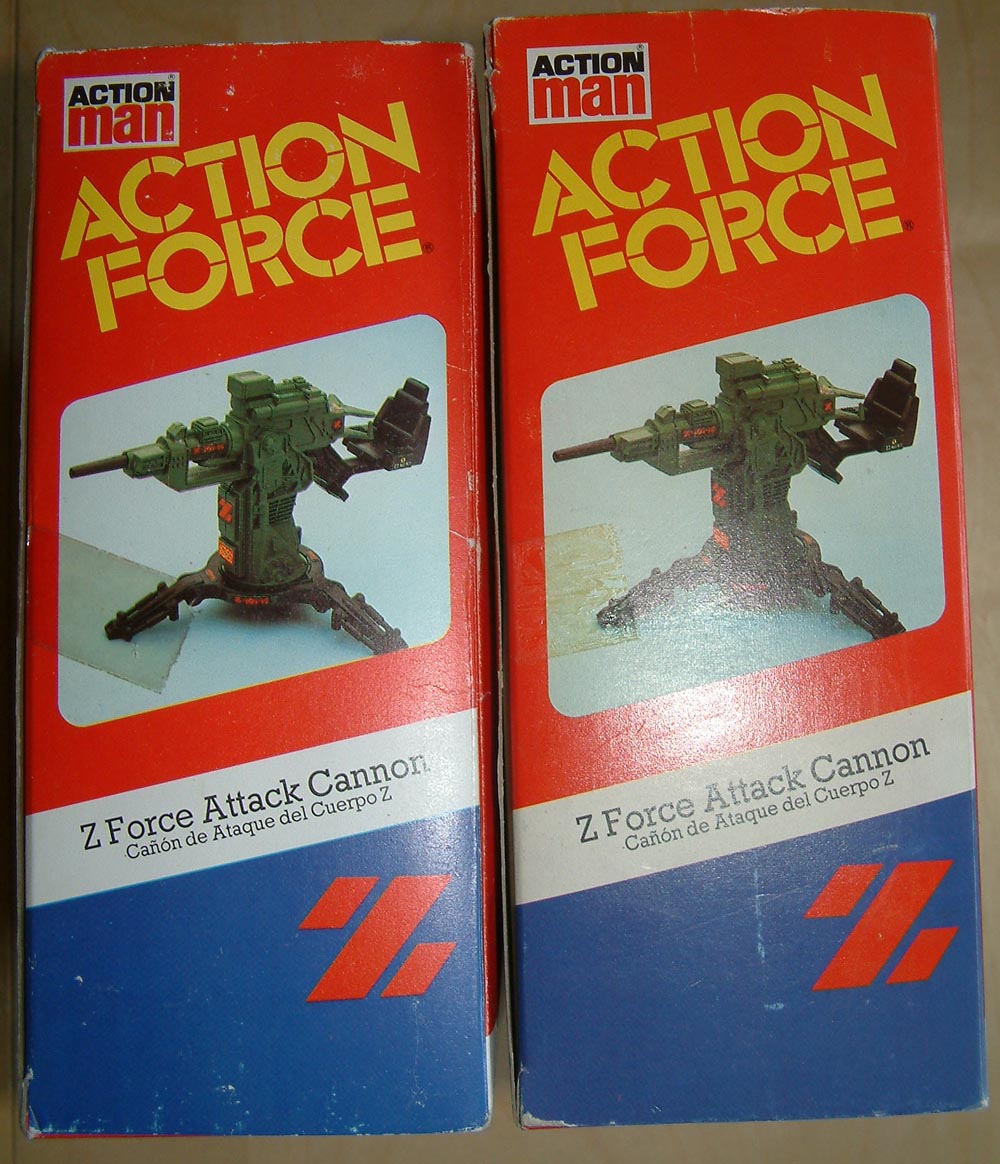 ACTION
man
ACTION
FORCE
Z Force Attack Cannon
Cañón de Ataque del Cuerpo Z
Z
ACTION
man
ACTION
FORCE
Z Force Attack Cannon
Cañón de Ataque del Cuerpo Z
Z